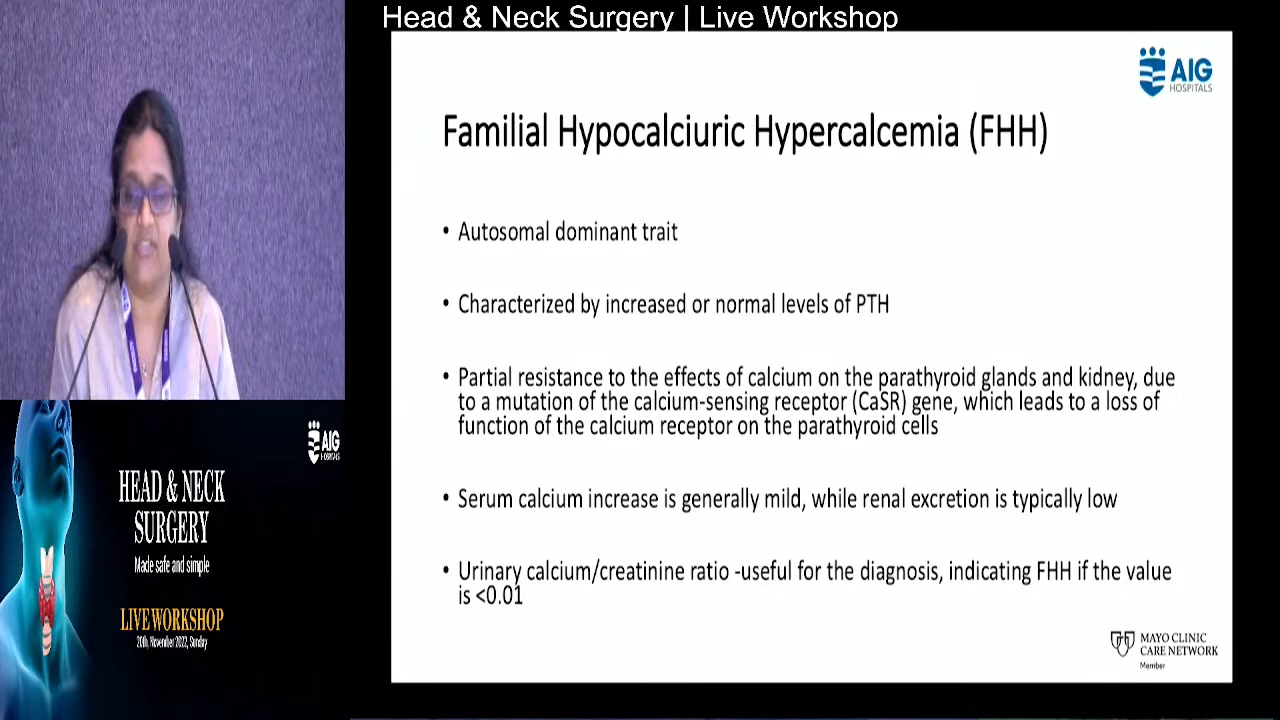 Head & Neck Surgery | Live Workshop
AIG
HOSPITALS
Familial Hypocalciuric Hypercalcemia (FHH)
• Autosomal dominant trait
• Characterized by increased or normal levels of PTH
• Partial resistance to the effects of calcium on the parathyroid glands and kidney, due
to a mutation of the calcium-sensing receptor (CaSR) gene, which leads to a loss of
function of the calcium receptor on the parathyroid cells
• Serum calcium increase is generally mild, while renal excretion is typically low
• Urinary calcium/creatinine ratio -useful for the diagnosis, indicating FHH if the value
is <0.01
MAYO CLINIC
CARE NETWORK
Member
AIG
HOSPITALS
HEAD & NECK
SURGERY
Made safe and simple
LIVE WORKSHOP
20th, November 2022, Sunday